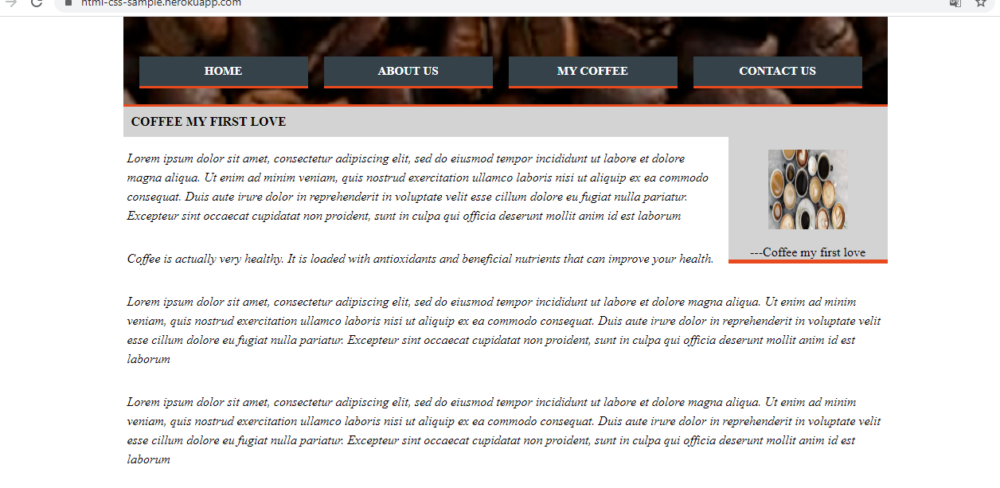 html-css-sample.herokuapp.com
HOME
ABOUT US
MY COFFEE
CONTACT US
COFFEE MY FIRST LOVE
Lorem ipsum dolor sit amet, consectetur adipiscing elit, sed do eiusmod tempor incididunt ut labore et dolore
magna aliqua. Ut enim ad minim veniam, quis nostrud exercitation ullamco laboris nisi ut aliquip ex ea commodo
consequat. Duis aute irure dolor in reprehenderit in voluptate velit esse cillum dolore eu fugiat nulla pariatur.
Excepteur sint occaecat cupidatat non proident, sunt in culpa qui officia deserunt mollit anim id est laborum
---Coffee my first love
Coffee is actually very healthy. It is loaded with antioxidants and beneficial nutrients that can improve your health.
Lorem ipsum dolor sit amet, consectetur adipiscing elit, sed do eiusmod tempor incididunt ut labore et dolore magna aliqua. Ut enim ad minim
veniam, quis nostrud exercitation ullamco laboris nisi ut aliquip ex ea commodo consequat. Duis aute irure dolor in reprehenderit in voluptate velit
esse cillum dolore eu fugiat nulla pariatur. Excepteur sint occaecat cupidatat non proident, sunt in culpa qui officia deserunt mollit anim id est
laborum
Lorem ipsum dolor sit amet, consectetur adipiscing elit, sed do eiusmod tempor incididunt ut labore et dolore magna aliqua. Ut enim ad minim
veniam, quis nostrud exercitation ullamco laboris nisi ut aliquip ex ea commodo consequat. Duis aute irure dolor in reprehenderit in voluptate velit
esse cillum dolore eu fugiat nulla pariatur. Excepteur sint occaecat cupidatat non proident, sunt in culpa qui officia deserunt mollit anim id est
laborum